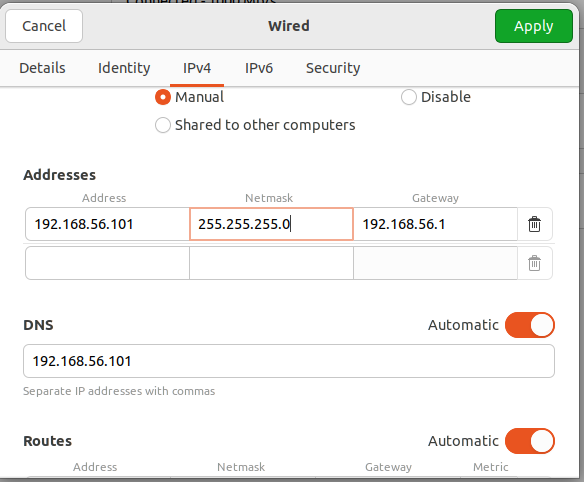 Cancel Wired Apply
Details Identity IPv4 IPv6 Security
Manual Disable
Shared to other computers
Addresses
Address Netmask Gateway
192.168.56.101 255.255.255.0 192.168.56.1
DNS Automatic
192.168.56.101
Separate IP addresses with commas
Routes Automatic
Address Netmask Gateway Metric